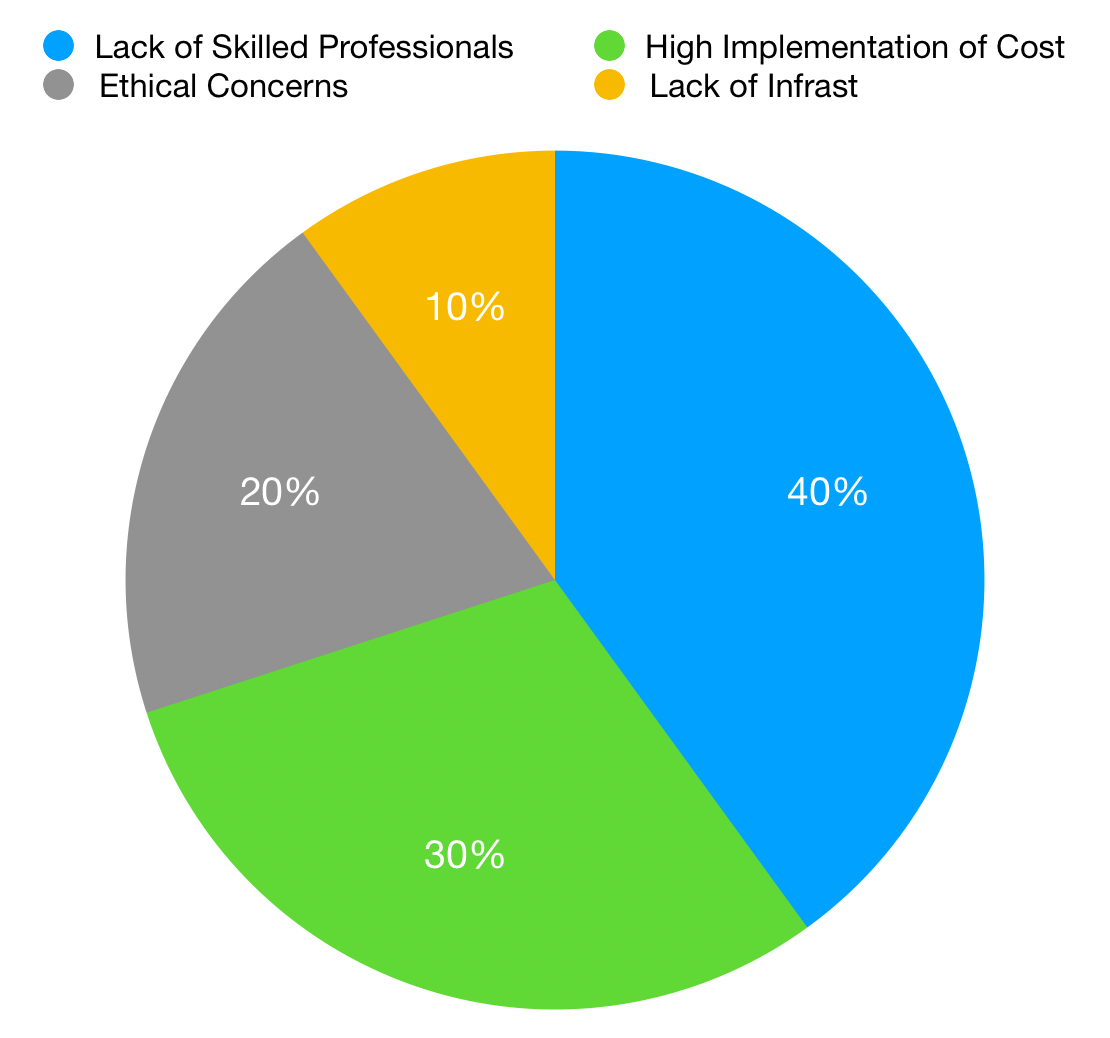 Lack of Skilled Professionals
High Implementation of Cost
Ethical Concerns
Lack of Infrast
10%
20%
40%
30%